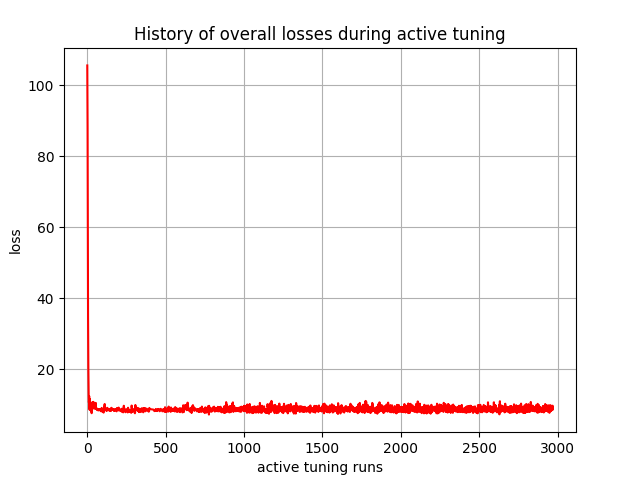 History of overall losses during active tuning
100
80
60
40
20
loss
0 500 1000 1500 2000 2500 3000
active tuning runs